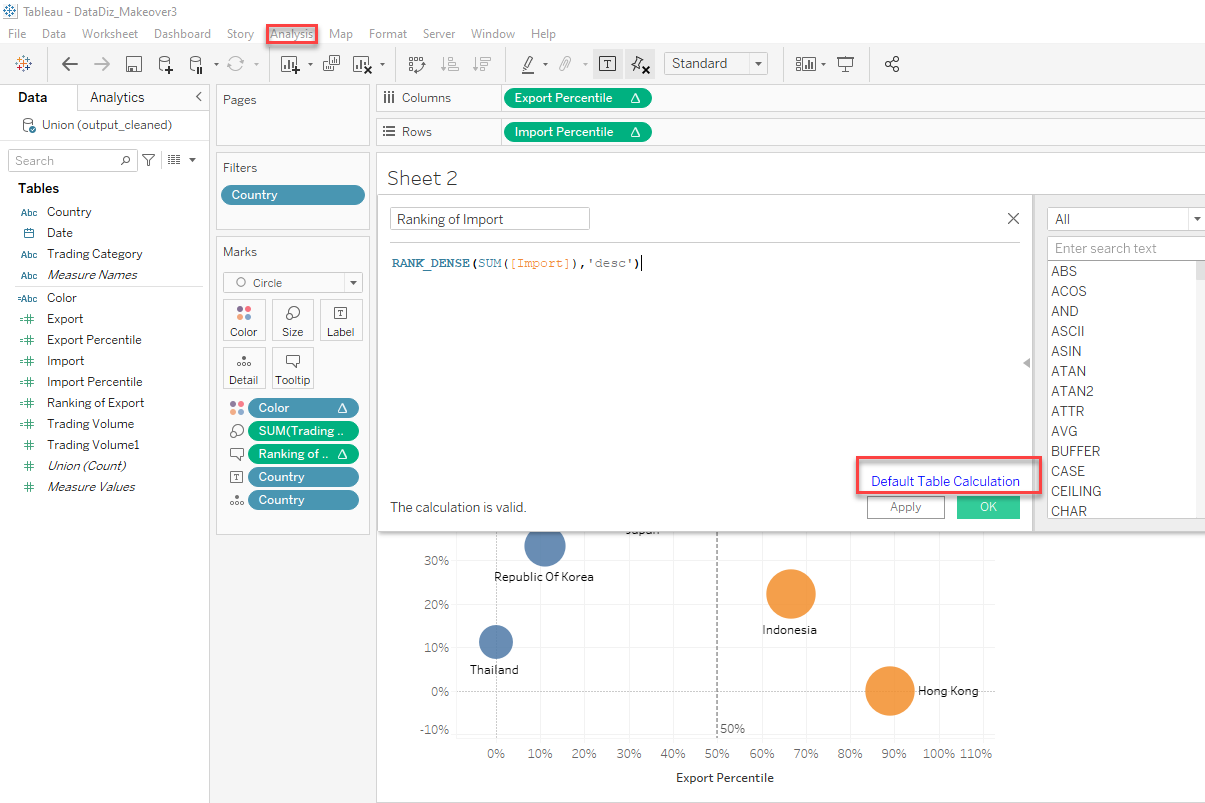 Tableau - DataDiz_Makeover3
File Data Worksheet Dashboard Story Analysis Map Format Server Window Help
Standard
Data Analytics
Union (output_cleaned)
Search
Tables
Abc Country
Date
Abc Trading Category
Abc Measure Names
=Abc Color
=# Export
=# Export Percentile
=# Import
=# Import Percentile
=# Ranking of Export
=# Trading Volume
# Trading Volume1
# Union (Count)
# Measure Values
Pages
Filters
Country
Marks
Circle
Color Size T Label
Detail Tooltip
Color
SUM(Trading ..
Ranking of ..
T Country
Country
Columns Export Percentile
Rows Import Percentile
Sheet 2
Ranking of Import
RANK_DENSE(SUM([Import]),'desc')
Default Table Calculation
The calculation is valid.
Apply OK
All
Enter search text
ABS
ACOS
AND
ASCII
ASIN
ATAN
ATAN2
ATTR
AVG
BUFFER
CASE
CEILING
CHAR
Japan
30%
Republic Of Korea
20%
Indonesia
10%
Thailand
0%
Hong Kong
-10%
50%
0% 10% 20% 30% 40% 50% 60% 70% 80% 90% 100% 110%
Export Percentile